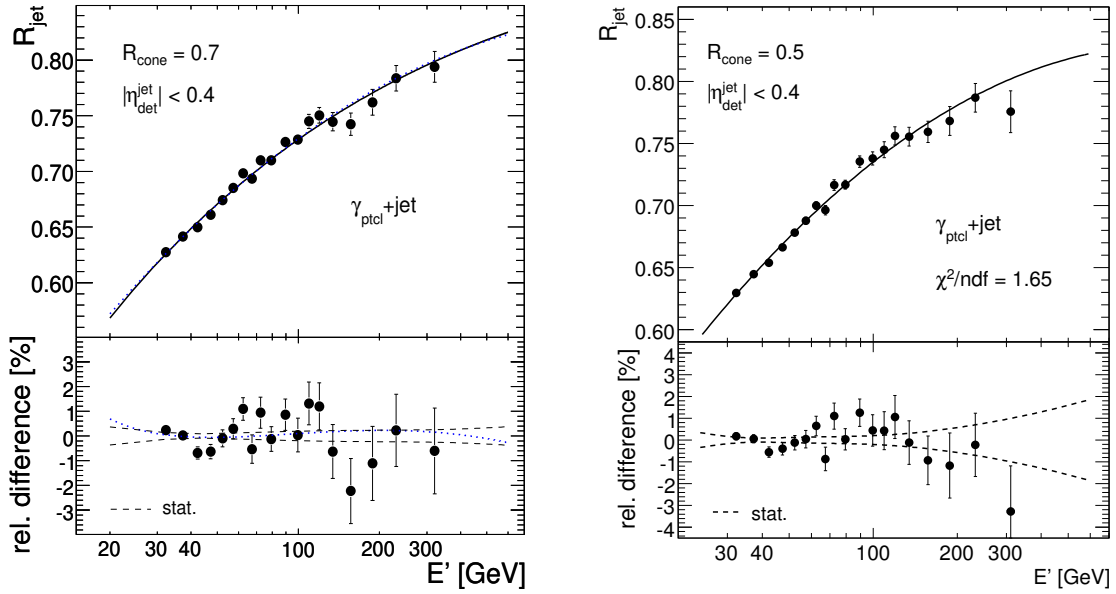 R_jet
0.80
0.75
0.70
0.65
0.60
R_cone = 0.7
|η^jet_det| < 0.4
γ_ptcl+jet
rel. difference [%]
3
2
1
0
-1
-2
-3
stat.
20 30 40 100 200 300
E' [GeV]
R_jet
0.85
0.80
0.75
0.70
0.65
0.60
R_cone = 0.5
|η^jet_det| < 0.4
γ_ptcl+jet
χ²/ndf = 1.65
rel. difference [%]
4
3
2
1
0
-1
-2
-3
-4
stat.
30 40 100 200 300
E' [GeV]